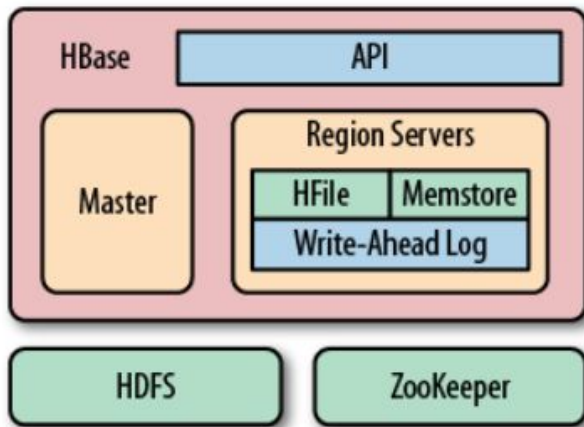 HBase API
Master
Region Servers
HFile Memstore
Write-Ahead Log
HDFS ZooKeeper